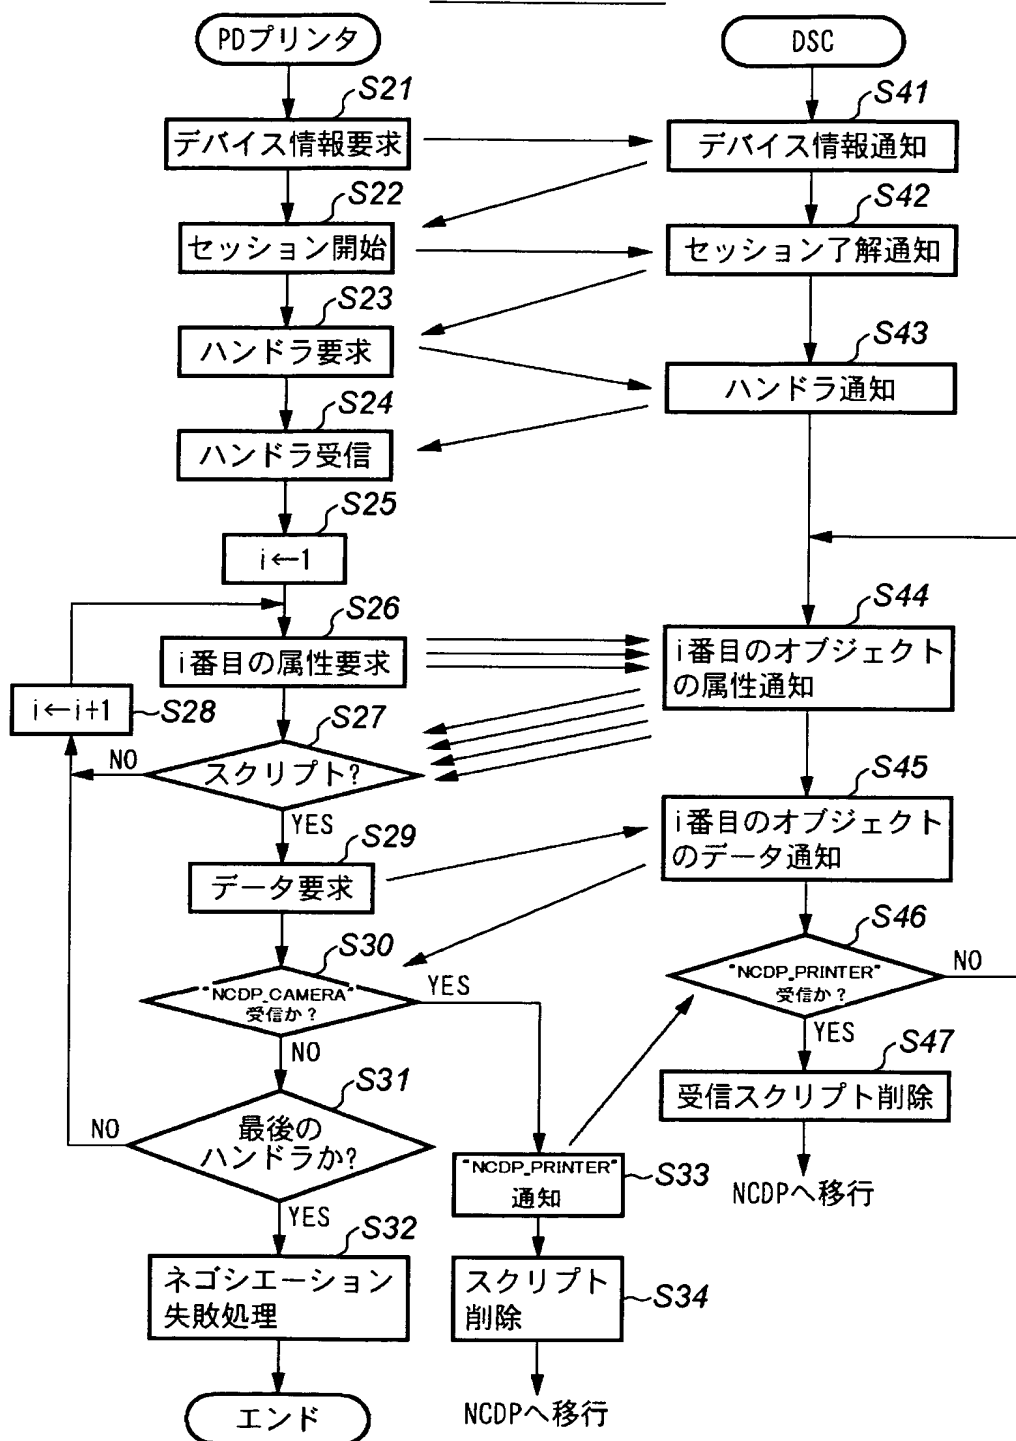 PDプリンタ
S21
デバイス情報要求
S22
セッション開始
S23
ハンドラ要求
S24
ハンドラ受信
S25
i←1
S26
i番目の属性要求
i←i+1
S28
S27
スクリプト?
NO
YES
S29
データ要求
S30
"NCDP_CAMERA"
受信か?
YES
NO
S31
最後の
ハンドラか?
NO
YES
S32
ネゴシエーション
失敗処理
エンド
"NCDP_PRINTER"
通知
S33
スクリプト
削除
S34
NCDPへ移行
DSC
S41
デバイス情報通知
S42
セッション了解通知
S43
ハンドラ通知
S44
i番目のオブジェクト
の属性通知
S45
i番目のオブジェクト
のデータ通知
S46
"NCDP_PRINTER"
受信か?
NO
YES
S47
受信スクリプト削除
NCDPへ移行